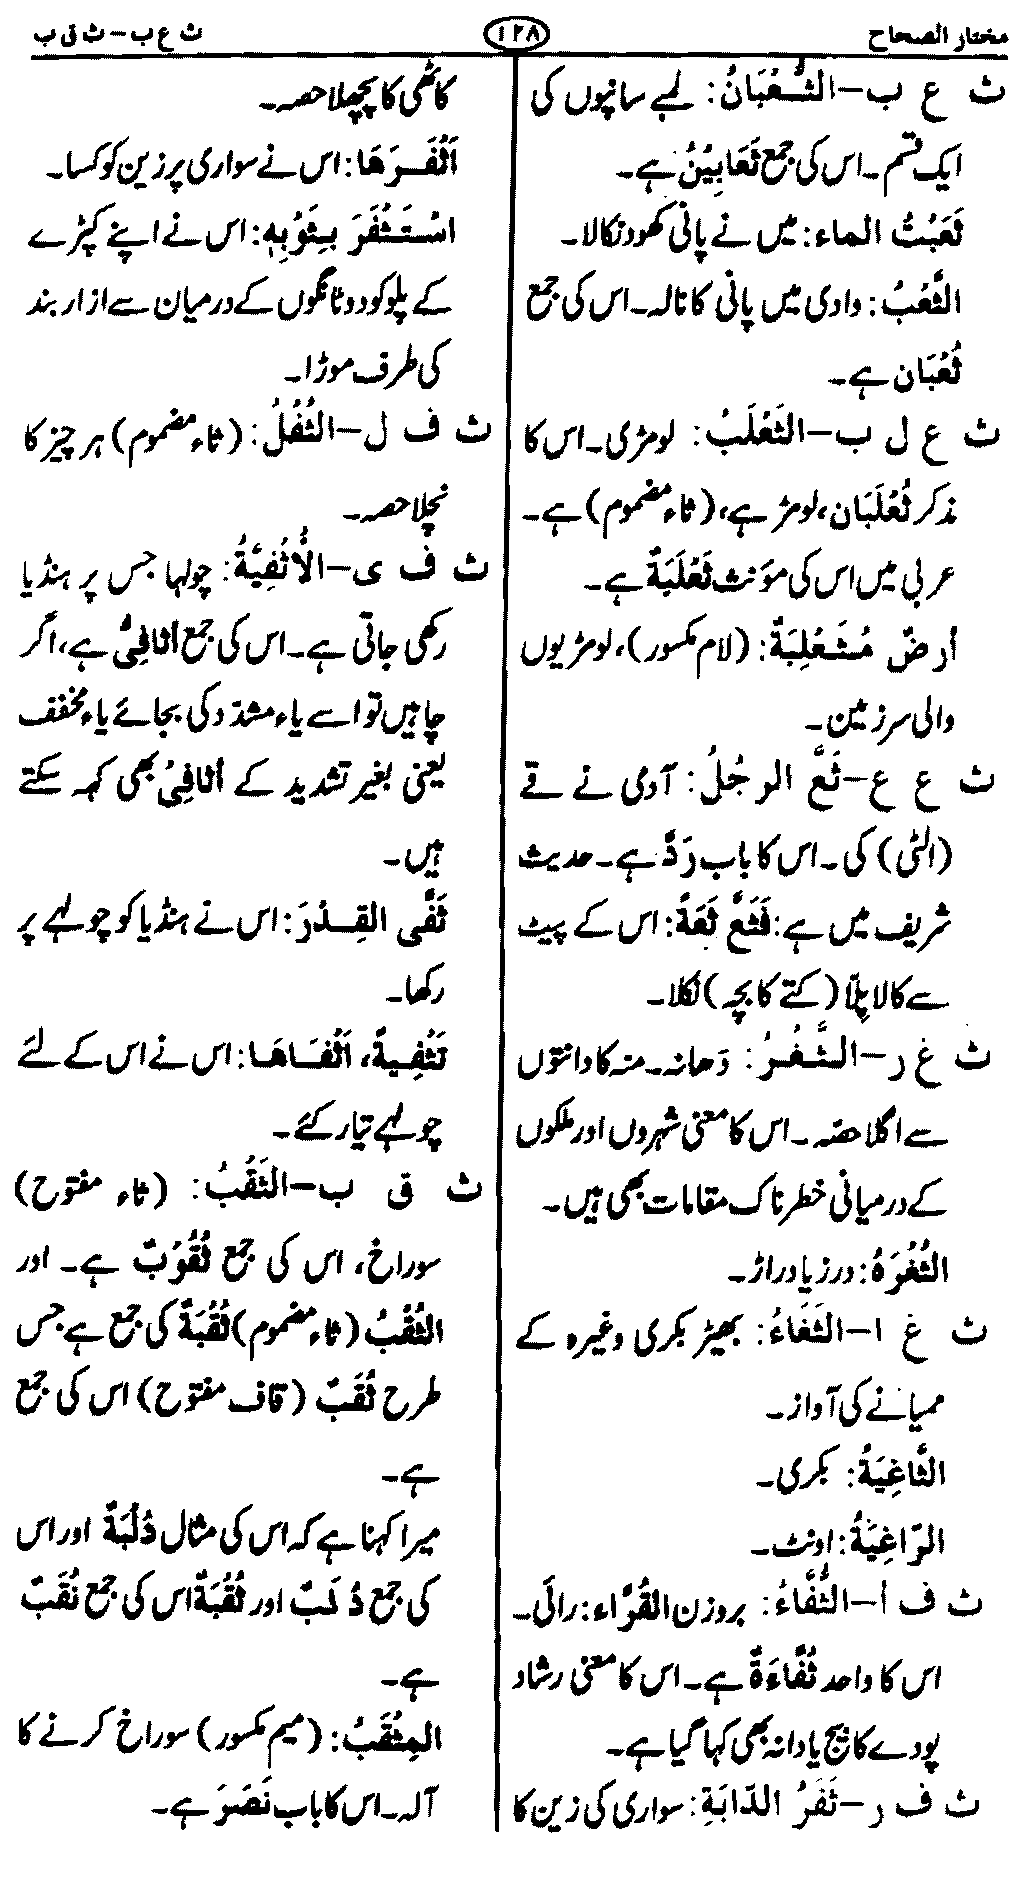 مختار الصحاح
۱۲۸
ث ع ب – ث ق ب
ث ع ب–الثُّعْبَانُ: لمبے سانپوں کی
ایک قسم۔ اس کی جمع ثَعَابِيْنُ ہے۔
ثَعَبْتُ الماء: میں نے پانی کھود نکالا۔
الثَّعْبُ: وادی میں پانی کا نالہ۔ اس کی جمع
ثُعْبَان ہے۔
ث ع ل ب–الثَعْلَبُ: لومڑی۔ اس کا
مذکر ثُعْلَبَان، لومڑ ہے، (ثاء مضموم) ہے۔
عربی میں اس کی مؤنث ثَعْلَبَةٌ ہے۔
أرضٌ مُثَعْلِبَةٌ: (لام مکسور)، لومڑیوں
والی سرزمین۔
ث ع ع–ثَعَّ الرجُلُ: آدمی نے قے
(الٹی) کی۔ اس کا باب رَدَّ ہے۔ حدیث
شریف میں ہے: فَثَعَّ ثَعَةً: اس کے پیٹ
سے کالا پِلّا (کتے کا بچہ) نکلا۔
ث غ ر–الثَّغْرُ: دَھانہ۔ منہ کا دانتوں
سے اگلا حصّہ۔ اس کا معنی شہروں اور ملکوں
کے درمیانی خطرناک مقامات بھی ہیں۔
الثُغْرَةُ: درز یا دراڑ۔
ث غ ا–الثَغَاءُ: بھیڑ بکری وغیرہ کے
ممیانے کی آواز۔
الثَّاغِيَةُ: بکری۔
الرّاغِيَةُ: اونٹ۔
ث ف أ–الثُّفَّاءُ: بروزن القُرَّاء: رائی۔
اس کا واحد ثُفَّاءَةٌ ہے۔ اس کا معنی رشاد
پودے کا بیج یا دانہ بھی کہا گیا ہے۔
ث ف ر–ثَفَرُ الدّابَةِ: سواری کی زین کا
کاٹھی کا پچھلا حصہ۔
اَثْفَرَهَا: اس نے سواری پر زین کو کسا۔
اسْتَثْفَرَ بِثَوْبِهٖ: اس نے اپنے کپڑے
کے پلو کو دو ٹانگوں کے درمیان سے ازار بند
کی طرف موڑا۔
ث ف ل–الثُفْلُ: (ثاء مضموم) ہر چیز کا
نچلا حصہ۔
ث ف ی–الْأُثْفِيَّةُ: چولہا جس پر ہنڈیا
رکھی جاتی ہے۔ اس کی جمع أثافِیُّ ہے، اگر
چاہیں تو اسے یاء مشدّد کی بجائے یاء مخفف
یعنی بغیر تشدید کے أثافِیْ بھی کہہ سکتے
ہیں۔
ثَفَّى القِدْرَ: اس نے ہنڈیا کو چولہے پر
رکھا۔
تَثْفِيةً، اَثْفَاهَا: اس نے اس کے لئے
چولہے تیار کئے۔
ث ق ب–الثَقْبُ: (ثاء مفتوح)
سوراخ، اس کی جمع ثُقُوْبٌ ہے۔ اور
الثُقْبُ (ثاء مضموم) ثُقْبَةٌ کی جمع ہے جس
طرح ثُقَبٌ (قاف مفتوح) اس کی جمع
ہے۔
میرا کہنا ہے کہ اس کی مثال دُلْبَةٌ اور اس
کی جمع دُلَبٌ اور ثُقْبَةٌ اس کی جمع ثُقَبٌ
ہے۔
المِثْقَبُ: (میم مکسور) سوراخ کرنے کا
آلہ۔ اس کا باب نَصَرَ ہے۔